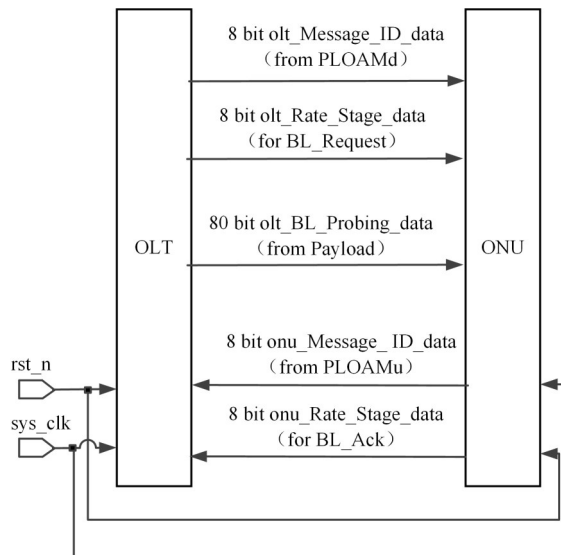 8 bit olt_Message_ID_data
（from PLOAMd）
8 bit olt_Rate_Stage_data
（for BL_Request）
80 bit olt_BL_Probing_data
（from Payload）
OLT
ONU
8 bit onu_Message_ ID_data
（from PLOAMu）
rst_n
8 bit onu_Rate_Stage_data
（for BL_Ack）
sys_clk